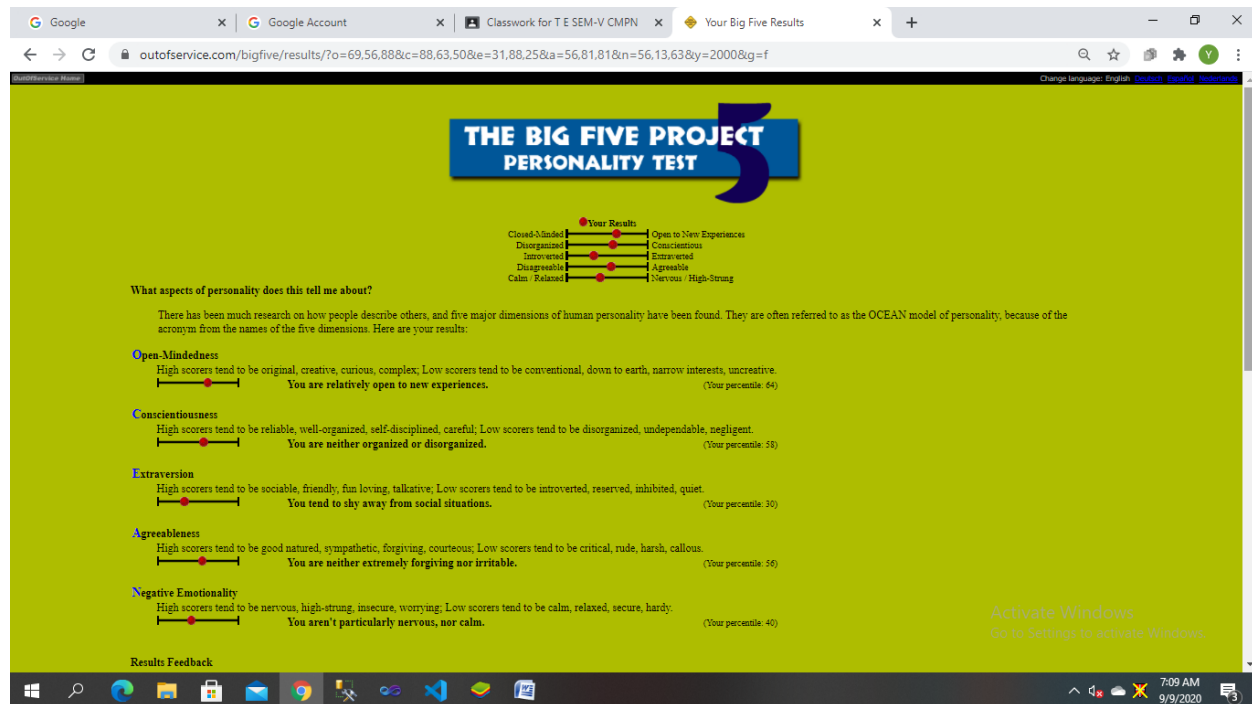 Google
Google Account
Classwork for T E SEM-V CMPN
Your Big Five Results
outofservice.com/bigfive/results/?o=69,56,88&c=88,63,50&e=31,88,25&a=56,81,81&n=56,13,63&y=2000&g=f
Y
OutOfService Home
Change language: English Deutsch Español Nederlands
THE BIG FIVE PROJECT
PERSONALITY TEST
5
Your Results
Closed-Minded Open to New Experiences
Disorganized Conscientious
Introverted Extraverted
Disagreeable Agreeable
Calm / Relaxed Nervous / High-Strung
What aspects of personality does this tell me about?
There has been much research on how people describe others, and five major dimensions of human personality have been found. They are often referred to as the OCEAN model of personality, because of the
acronym from the names of the five dimensions. Here are your results:
Open-Mindedness
High scorers tend to be original, creative, curious, complex; Low scorers tend to be conventional, down to earth, narrow interests, uncreative.
You are relatively open to new experiences. (Your percentile: 64)
Conscientiousness
High scorers tend to be reliable, well-organized, self-disciplined, careful; Low scorers tend to be disorganized, undependable, negligent.
You are neither organized or disorganized. (Your percentile: 58)
Extraversion
High scorers tend to be sociable, friendly, fun loving, talkative; Low scorers tend to be introverted, reserved, inhibited, quiet.
You tend to shy away from social situations. (Your percentile: 30)
Agreeableness
High scorers tend to be good natured, sympathetic, forgiving, courteous; Low scorers tend to be critical, rude, harsh, callous.
You are neither extremely forgiving nor irritable. (Your percentile: 56)
Negative Emotionality
High scorers tend to be nervous, high-strung, insecure, worrying; Low scorers tend to be calm, relaxed, secure, hardy.
You aren't particularly nervous, nor calm. (Your percentile: 40)
Results Feedback
Activate Windows
Go to Settings to activate Windows.
7:09 AM
9/9/2020
3